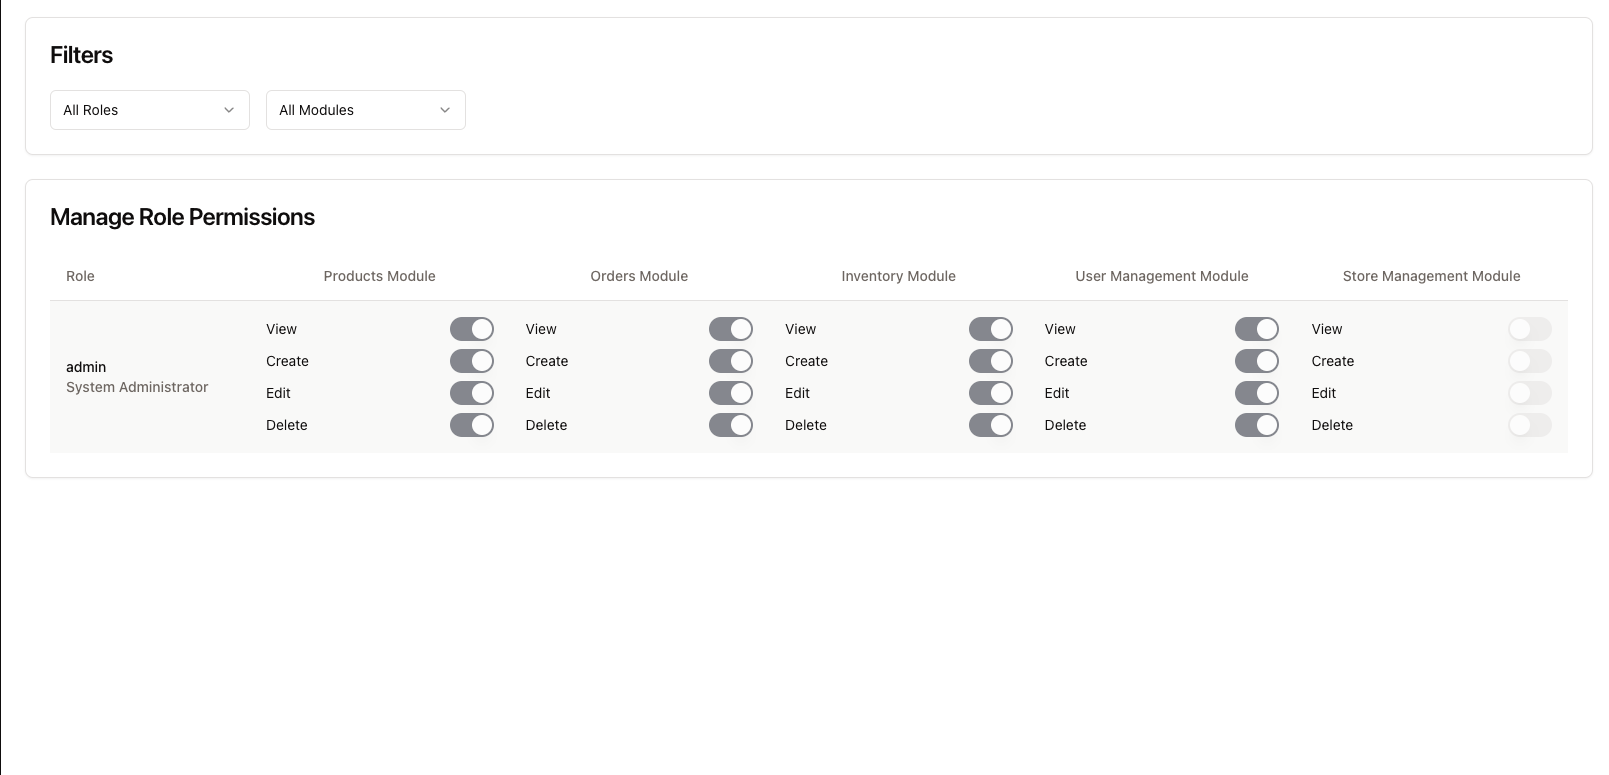 Filters
All Roles
All Modules
Manage Role Permissions
Role Products Module Orders Module Inventory Module User Management Module Store Management Module
admin
System Administrator
View View View View View
Create Create Create Create Create
Edit Edit Edit Edit Edit
Delete Delete Delete Delete Delete